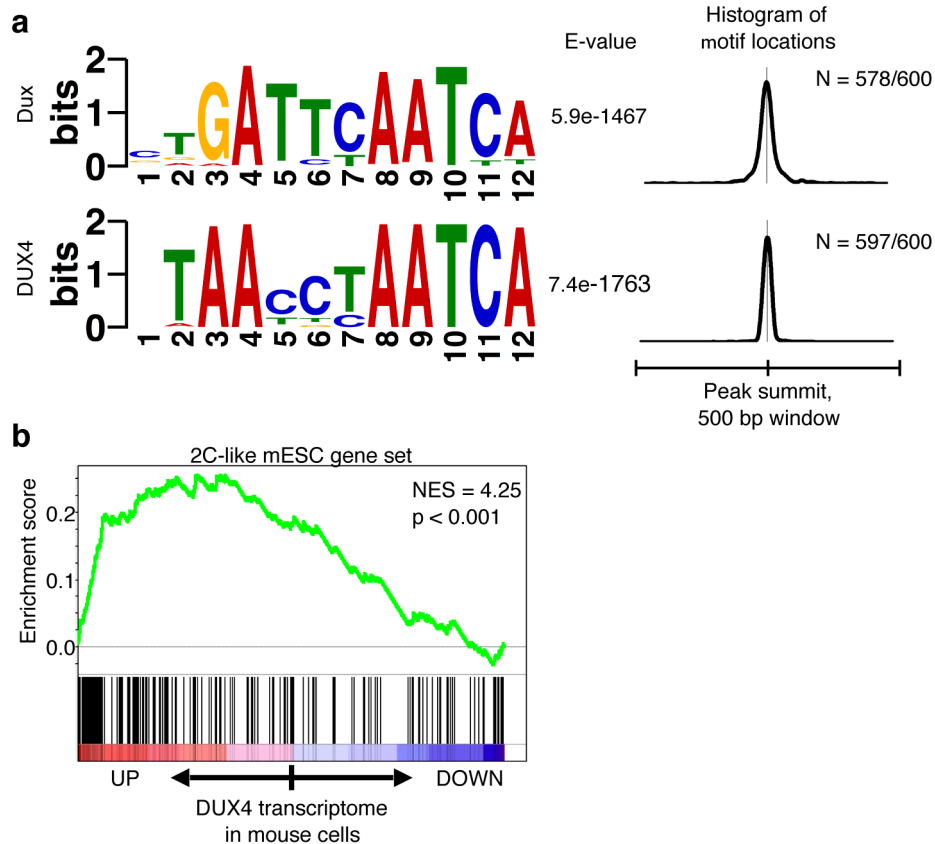 a
E-value
Histogram of
motif locations
Dux
bits
2
1
0
C T G A T T C A A T C A
1 2 3 4 5 6 7 8 9 10 11 12
5.9e-1467
N = 578/600
DUX4
bits
2
1
0
T A A C C T A A T C A
1 2 3 4 5 6 7 8 9 10 11 12
7.4e-1763
N = 597/600
Peak summit,
500 bp window
b
2C-like mESC gene set
NES = 4.25
p < 0.001
Enrichment score
0.2
0.1
0.0
UP
DOWN
DUX4 transcriptome
in mouse cells